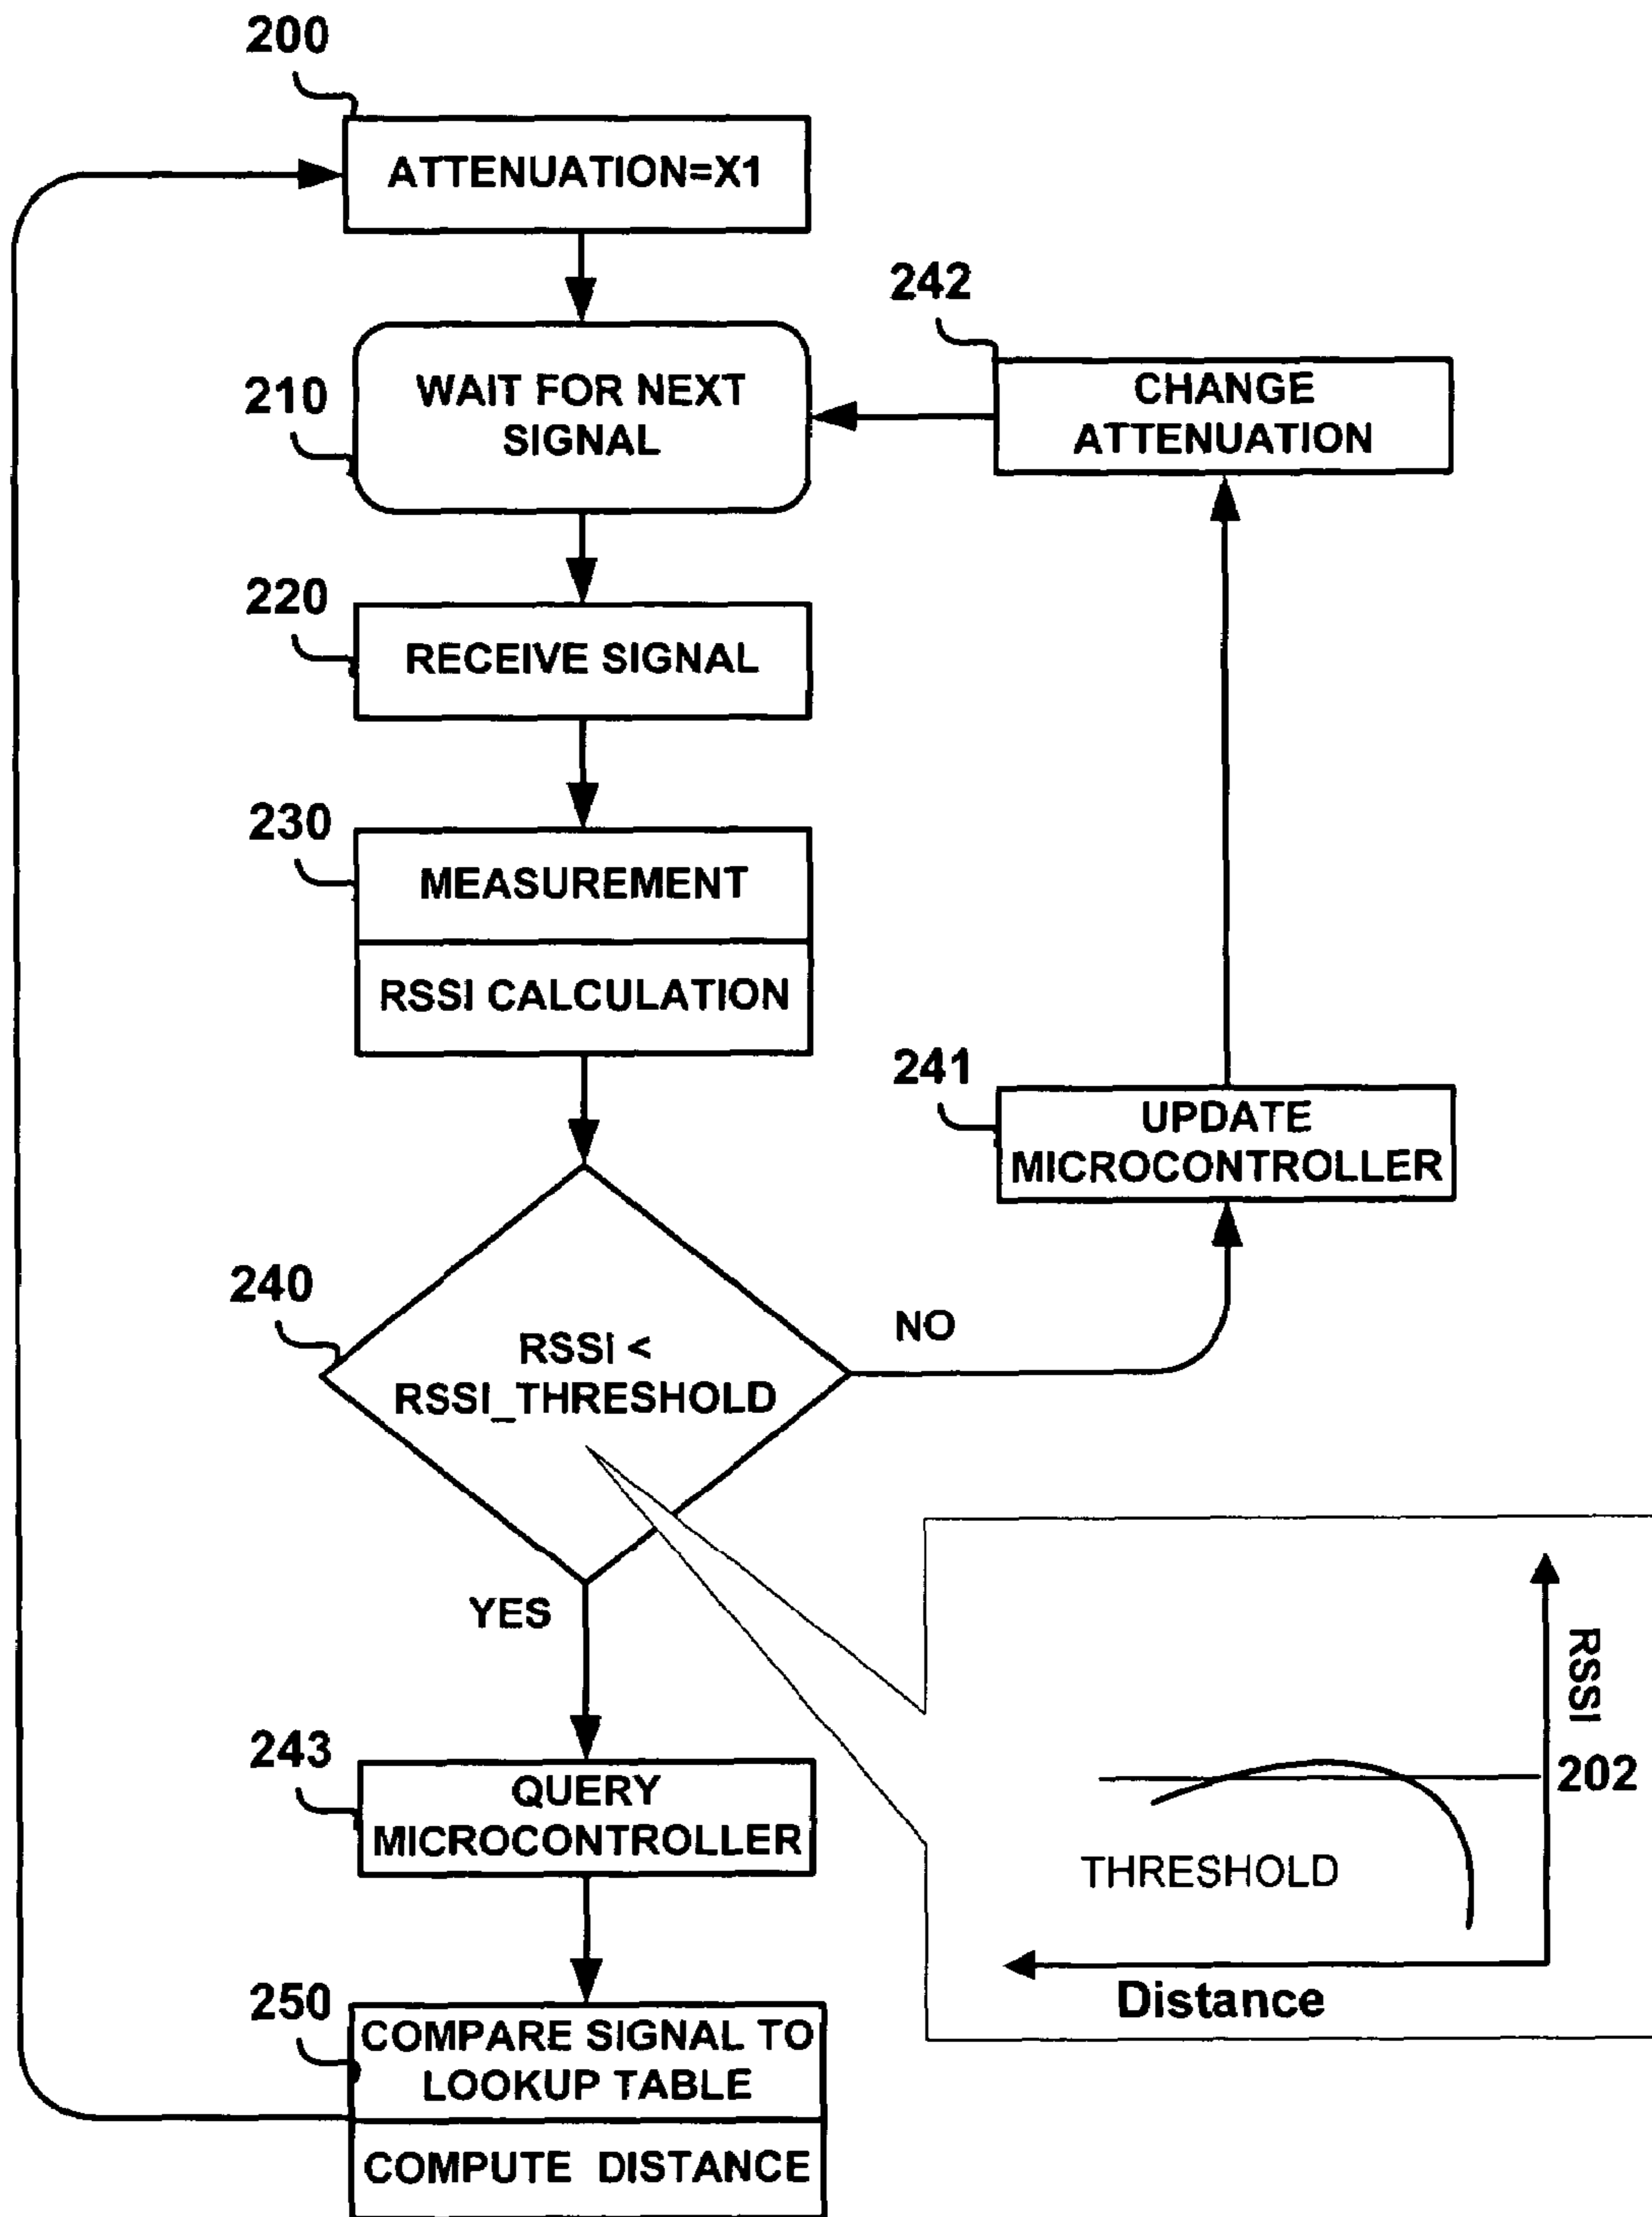 200
ATTENUATION=X1
242
210
WAIT FOR NEXT
SIGNAL
CHANGE
ATTENUATION
220
RECEIVE SIGNAL
230
MEASUREMENT
RSSI CALCULATION
241
UPDATE
MICROCONTROLLER
240
RSSI <
RSSI_THRESHOLD
NO
YES
243
QUERY
MICROCONTROLLER
RSSI
202
THRESHOLD
Distance
250
COMPARE SIGNAL TO
LOOKUP TABLE
COMPUTE DISTANCE